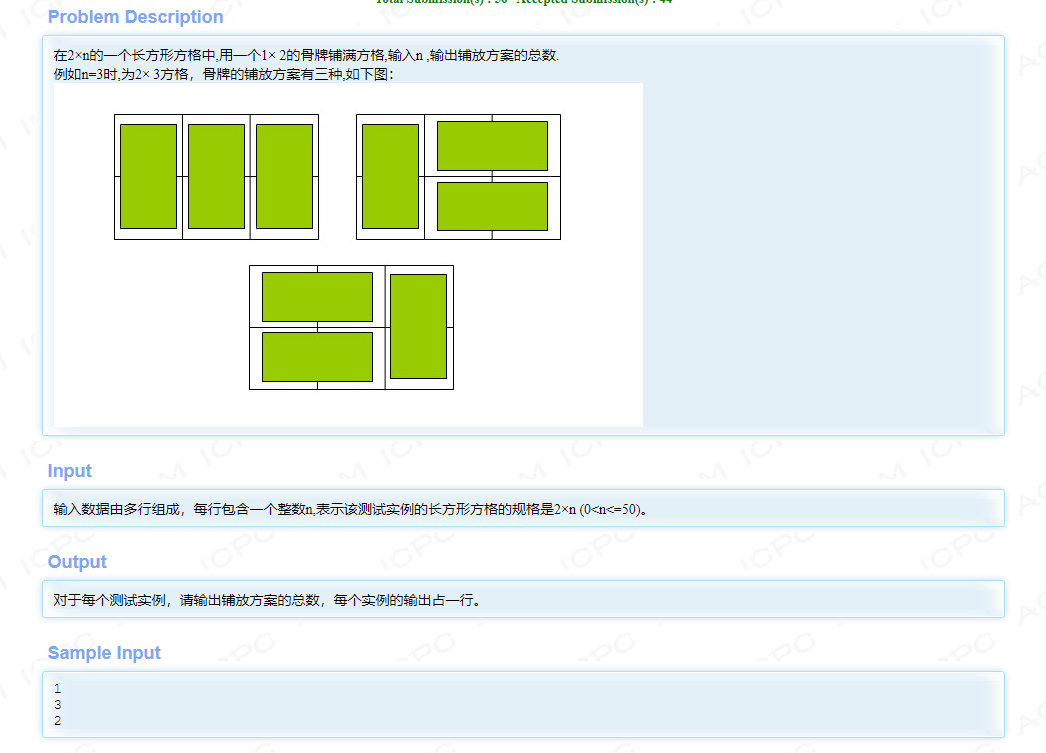 Problem Description
在2×n的一个长方形方格中,用一个1× 2的骨牌铺满方格,输入n ,输出铺放方案的总数.
例如n=3时,为2× 3方格，骨牌的铺放方案有三种,如下图：
Input
输入数据由多行组成，每行包含一个整数n,表示该测试实例的长方形方格的规格是2×n (0<n<=50)。
Output
对于每个测试实例，请输出铺放方案的总数，每个实例的输出占一行。
Sample Input
1
3
2